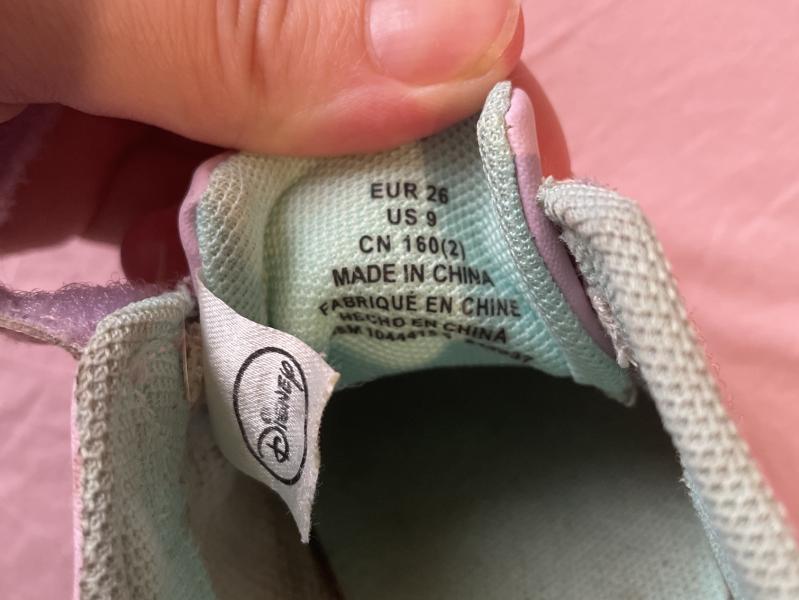 EUR 26
US 9
CN 160(2)
MADE IN CHINA
FABRIQUÉ EN CHINE
HECHO EN CHINA
Disney